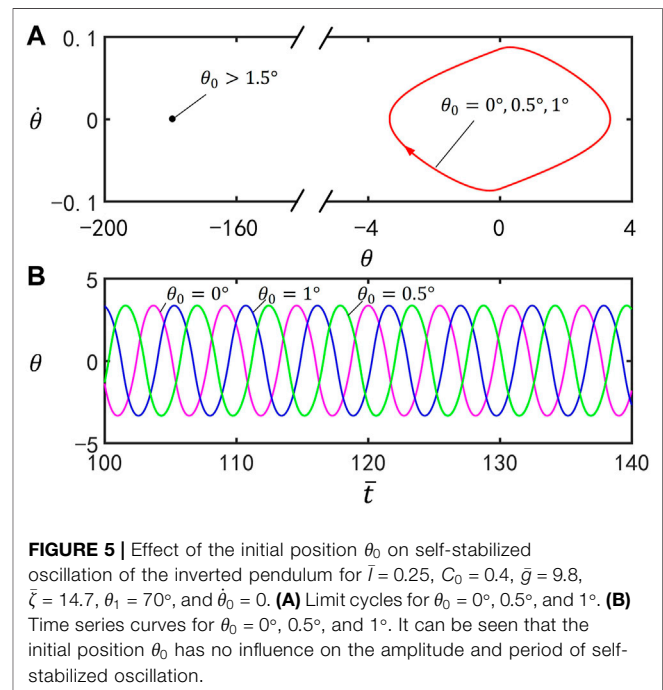 A
0.1
θ₀ > 1.5°
θ₀ = 0°, 0.5°, 1°
θ̇
0
−0.1
−200
−160
−4
0
4
θ
B
5
θ₀ = 0°
θ₀ = 1°
θ₀ = 0.5°
θ
0
−5
100
110
120
130
140
t̄
FIGURE 5 | Effect of the initial position θ₀ on self-stabilized
oscillation of the inverted pendulum for l̄ = 0.25, C₀ = 0.4, ḡ = 9.8,
ζ̄ = 14.7, θ₁ = 70°, and θ̇₀ = 0. (A) Limit cycles for θ₀ = 0°, 0.5°, and 1°. (B)
Time series curves for θ₀ = 0°, 0.5°, and 1°. It can be seen that the
initial position θ₀ has no influence on the amplitude and period of self-
stabilized oscillation.